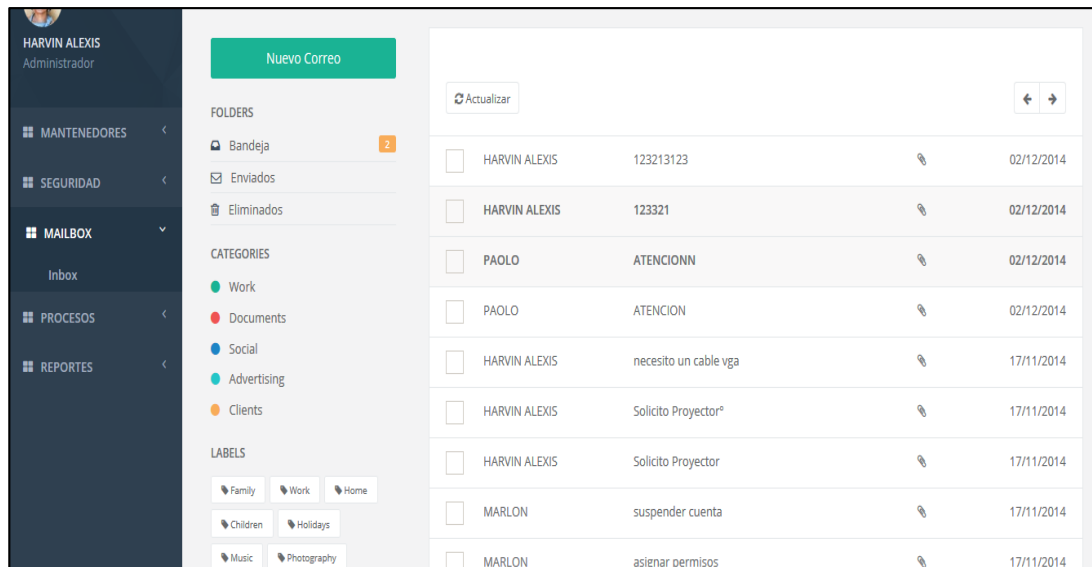 HARVIN ALEXIS
Administrador
MANTENEDORES
SEGURIDAD
MAILBOX
Inbox
PROCESOS
REPORTES
Nuevo Correo
FOLDERS
Bandeja 2
Enviados
Eliminados
CATEGORIES
Work
Documents
Social
Advertising
Clients
LABELS
Family Work Home
Children Holidays
Music Photography
Actualizar
HARVIN ALEXIS 123213123 02/12/2014
HARVIN ALEXIS 123321 02/12/2014
PAOLO ATENCIONN 02/12/2014
PAOLO ATENCION 02/12/2014
HARVIN ALEXIS necesito un cable vga 17/11/2014
HARVIN ALEXIS Solicito Proyectorº 17/11/2014
HARVIN ALEXIS Solicito Proyector 17/11/2014
MARLON suspender cuenta 17/11/2014
MARLON asignar permisos 17/11/2014